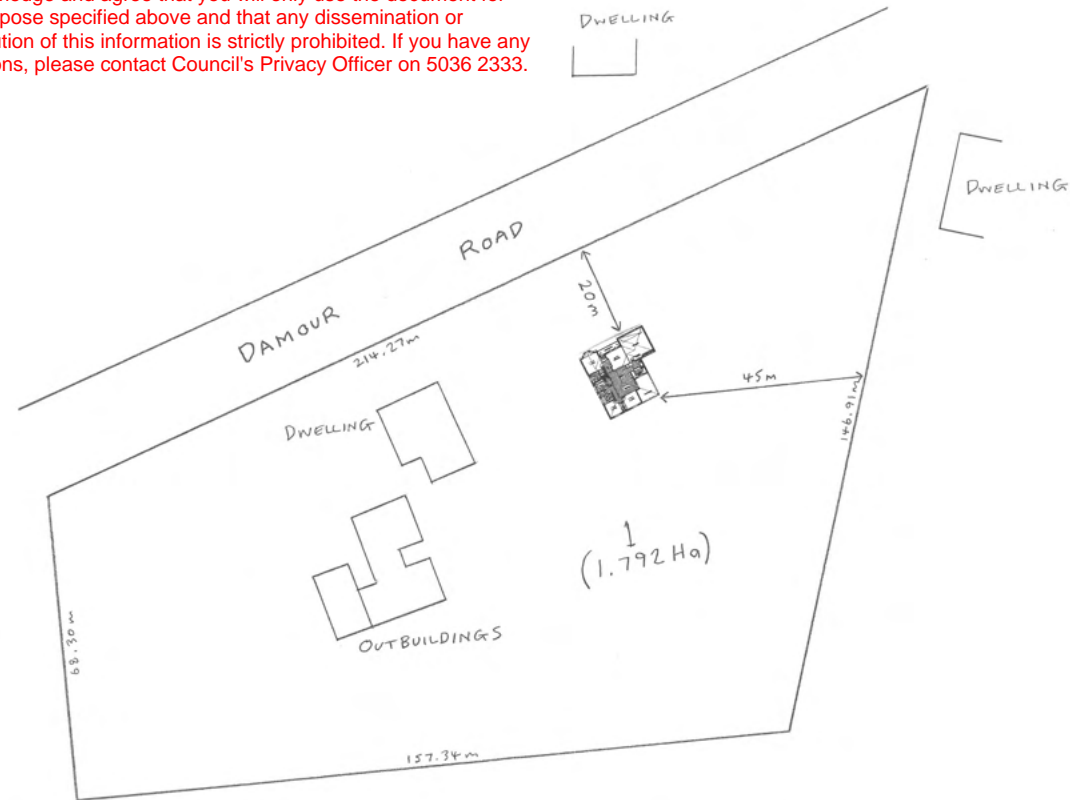 pose specified above and that any dissemination or
ution of this information is strictly prohibited. If you have any
ons, please contact Council's Privacy Officer on 5036 2333.
DWELLING
DWELLING
DAMOUR ROAD
20m
214.27m
45m
146.91m
DWELLING
1
(1.792 Ha)
68.30m
OUTBUILDINGS
157.34m